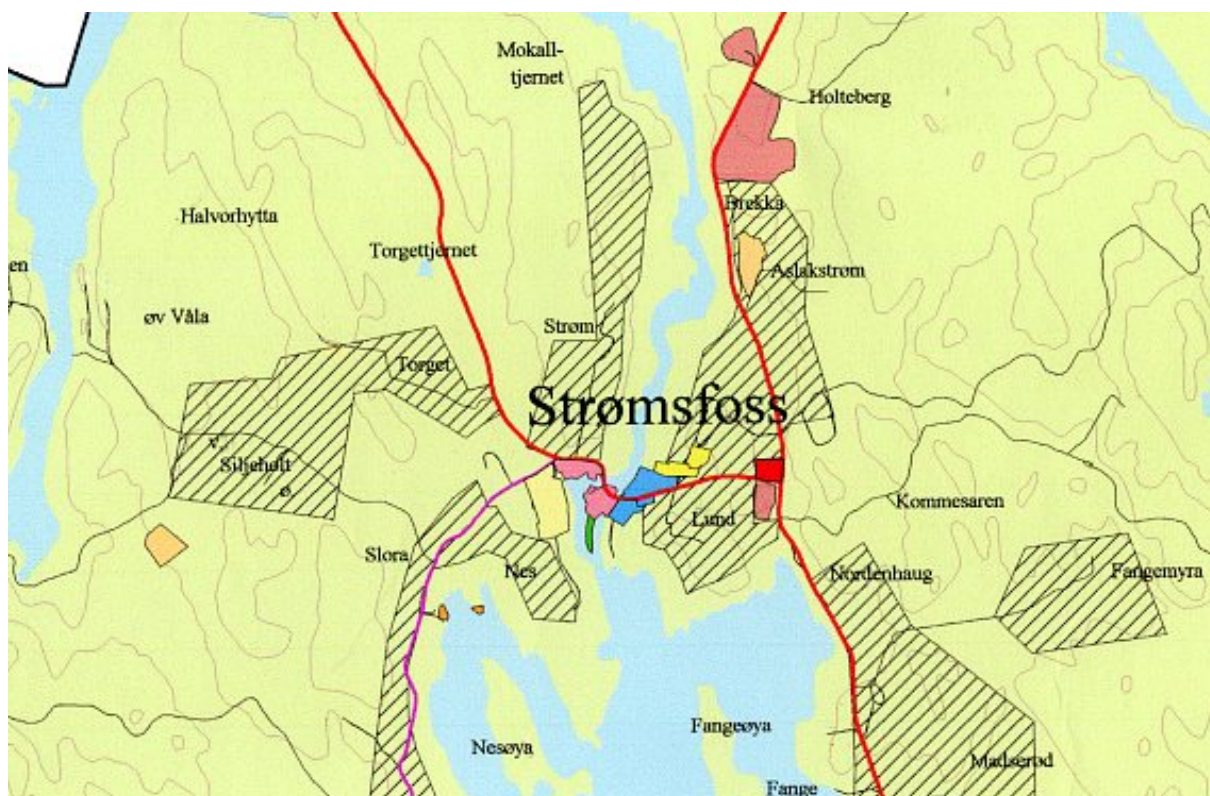 Mokall-
tjernet
Holteberg
Brekka
Halvorhytta
Torgettjernet
Aslakstrøm
en
øv Våla
Strøm
Torget
Strømsfoss
v.
Siljeholt
ø.
Kommesaren
Lund
Slora
Nes
Nordenhaug
Fangemyra
Fangeøya
Nesøya
Madserød
Fange